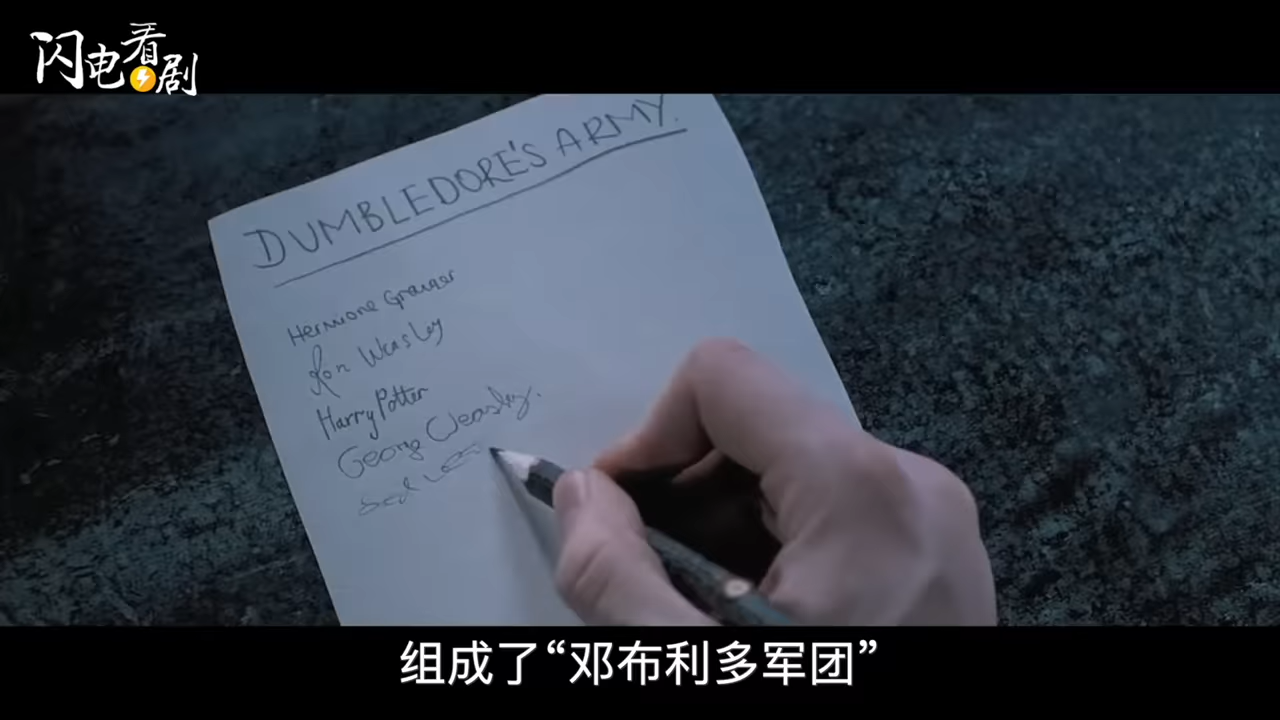 闪电看剧
DUMBLEDORE'S ARMY.
Hermione Granger
Ron Weasley
Harry Potter
George Weasley.
组成了“邓布利多军团”